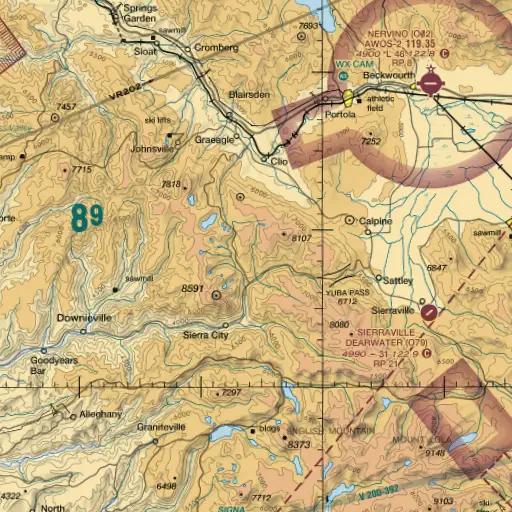 Springs
Garden
sawmill
Sloat
Cromberg
7693
NERVINO (O02)
AWOS-2 119.35
4900 *L 46 122.8 C
RP 8
WX CAM
Beckwourth
VR202
Blairsden
7457
ski lifts
Graeagle
Johnsville
Portola
athletic
field
7252
Clio
7715
7818
89
8107
Calpine
sawmill
6847
sawmill
8591
Sattley
YUBA PASS
6712
Sierraville
Downieville
Sierra City
8080
SIERRAVILLE
DEARWATER (O79)
4990 - 31 122.9 C
RP 21
Goodyears
Bar
7297
Alleghany
Graniteville
blogs
8373
ENGLISH MOUNTAIN
MOUNT LOLA
9148
6498
4322
North
7712
SIGNA
V 200-392
9103
ski